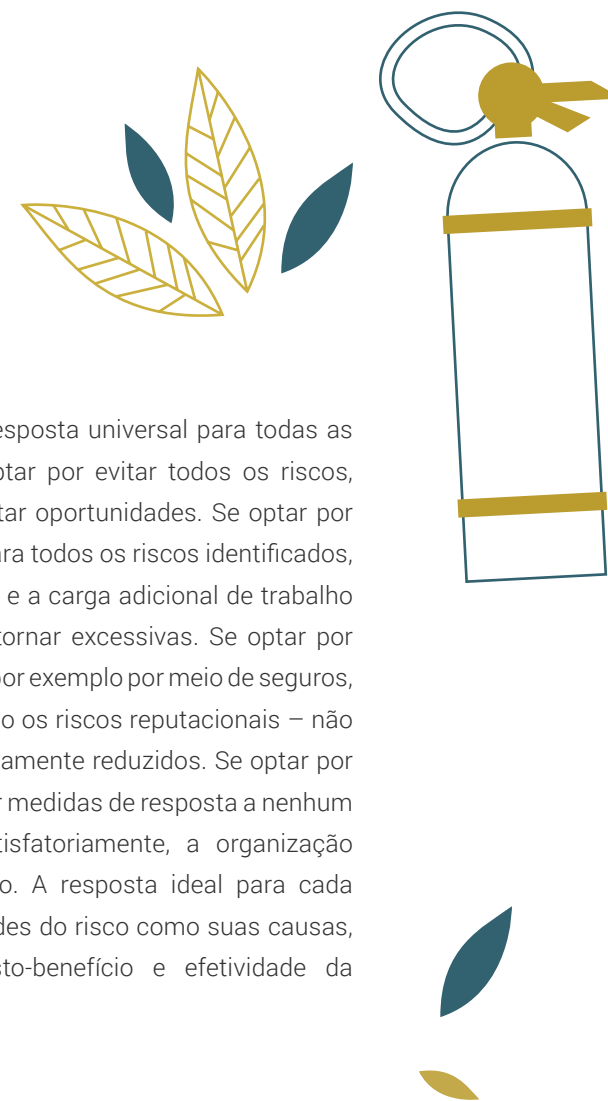 esposta universal para todas as
ptar por evitar todos os riscos,
tar oportunidades. Se optar por
ara todos os riscos identificados,
e a carga adicional de trabalho
tornar excessivas. Se optar por
por exemplo por meio de seguros,
o os riscos reputacionais – não
amente reduzidos. Se optar por
r medidas de resposta a nenhum
tisfatoriamente, a organização
o. A resposta ideal para cada
des do risco como suas causas,
sto-benefício e efetividade da